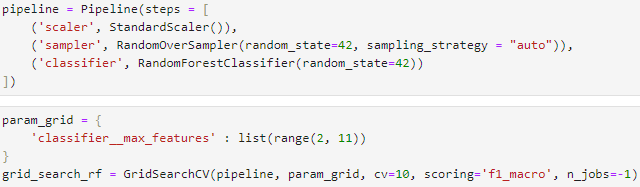 pipeline = Pipeline(steps = [
    ('scaler', StandardScaler()),
    ('sampler', RandomOverSampler(random_state=42, sampling_strategy = "auto")),
    ('classifier', RandomForestClassifier(random_state=42))
])
param_grid = {
    'classifier__max_features' : list(range(2, 11))
}
grid_search_rf = GridSearchCV(pipeline, param_grid, cv=10, scoring='f1_macro', n_jobs=-1)